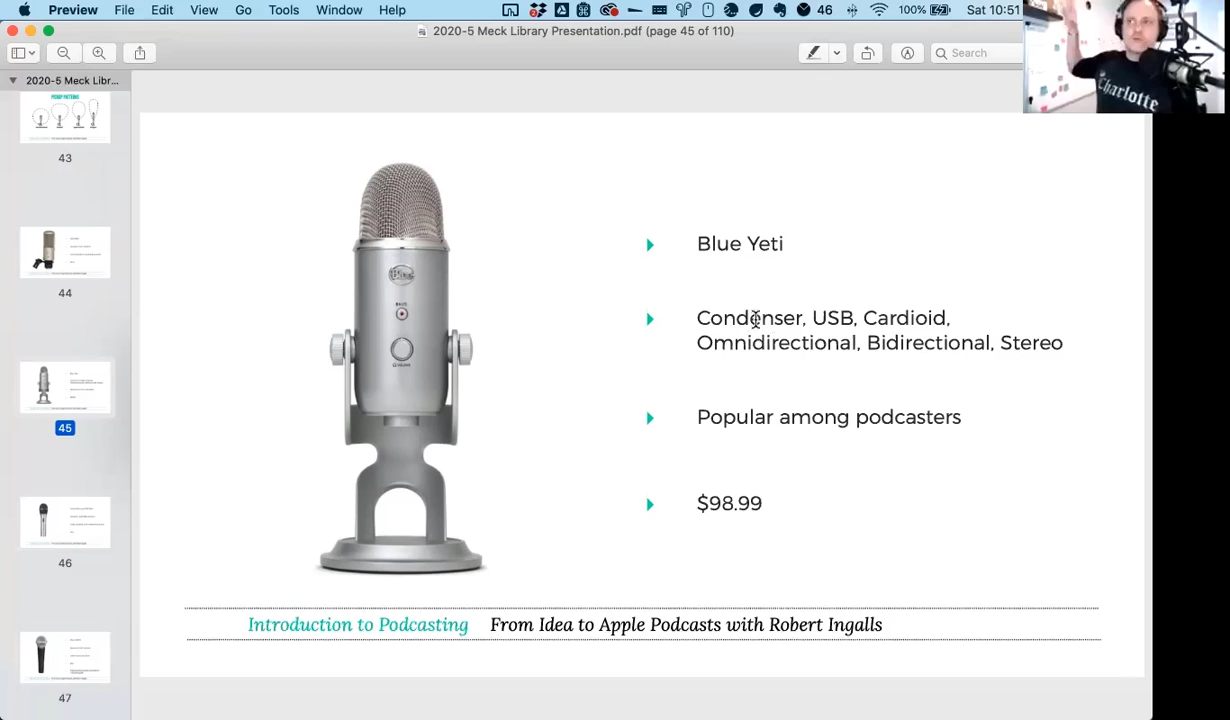 Preview File Edit View Go Tools Window Help 46 100% Sat 10:51
2020-5 Meck Library Presentation.pdf (page 45 of 110)
Search
2020-5 Meck Libr...
43
44
45
46
47
Blue Yeti
Condenser, USB, Cardioid,
Omnidirectional, Bidirectional, Stereo
Popular among podcasters
$98.99
Introduction to Podcasting From Idea to Apple Podcasts with Robert Ingalls
Charlotte
Blue